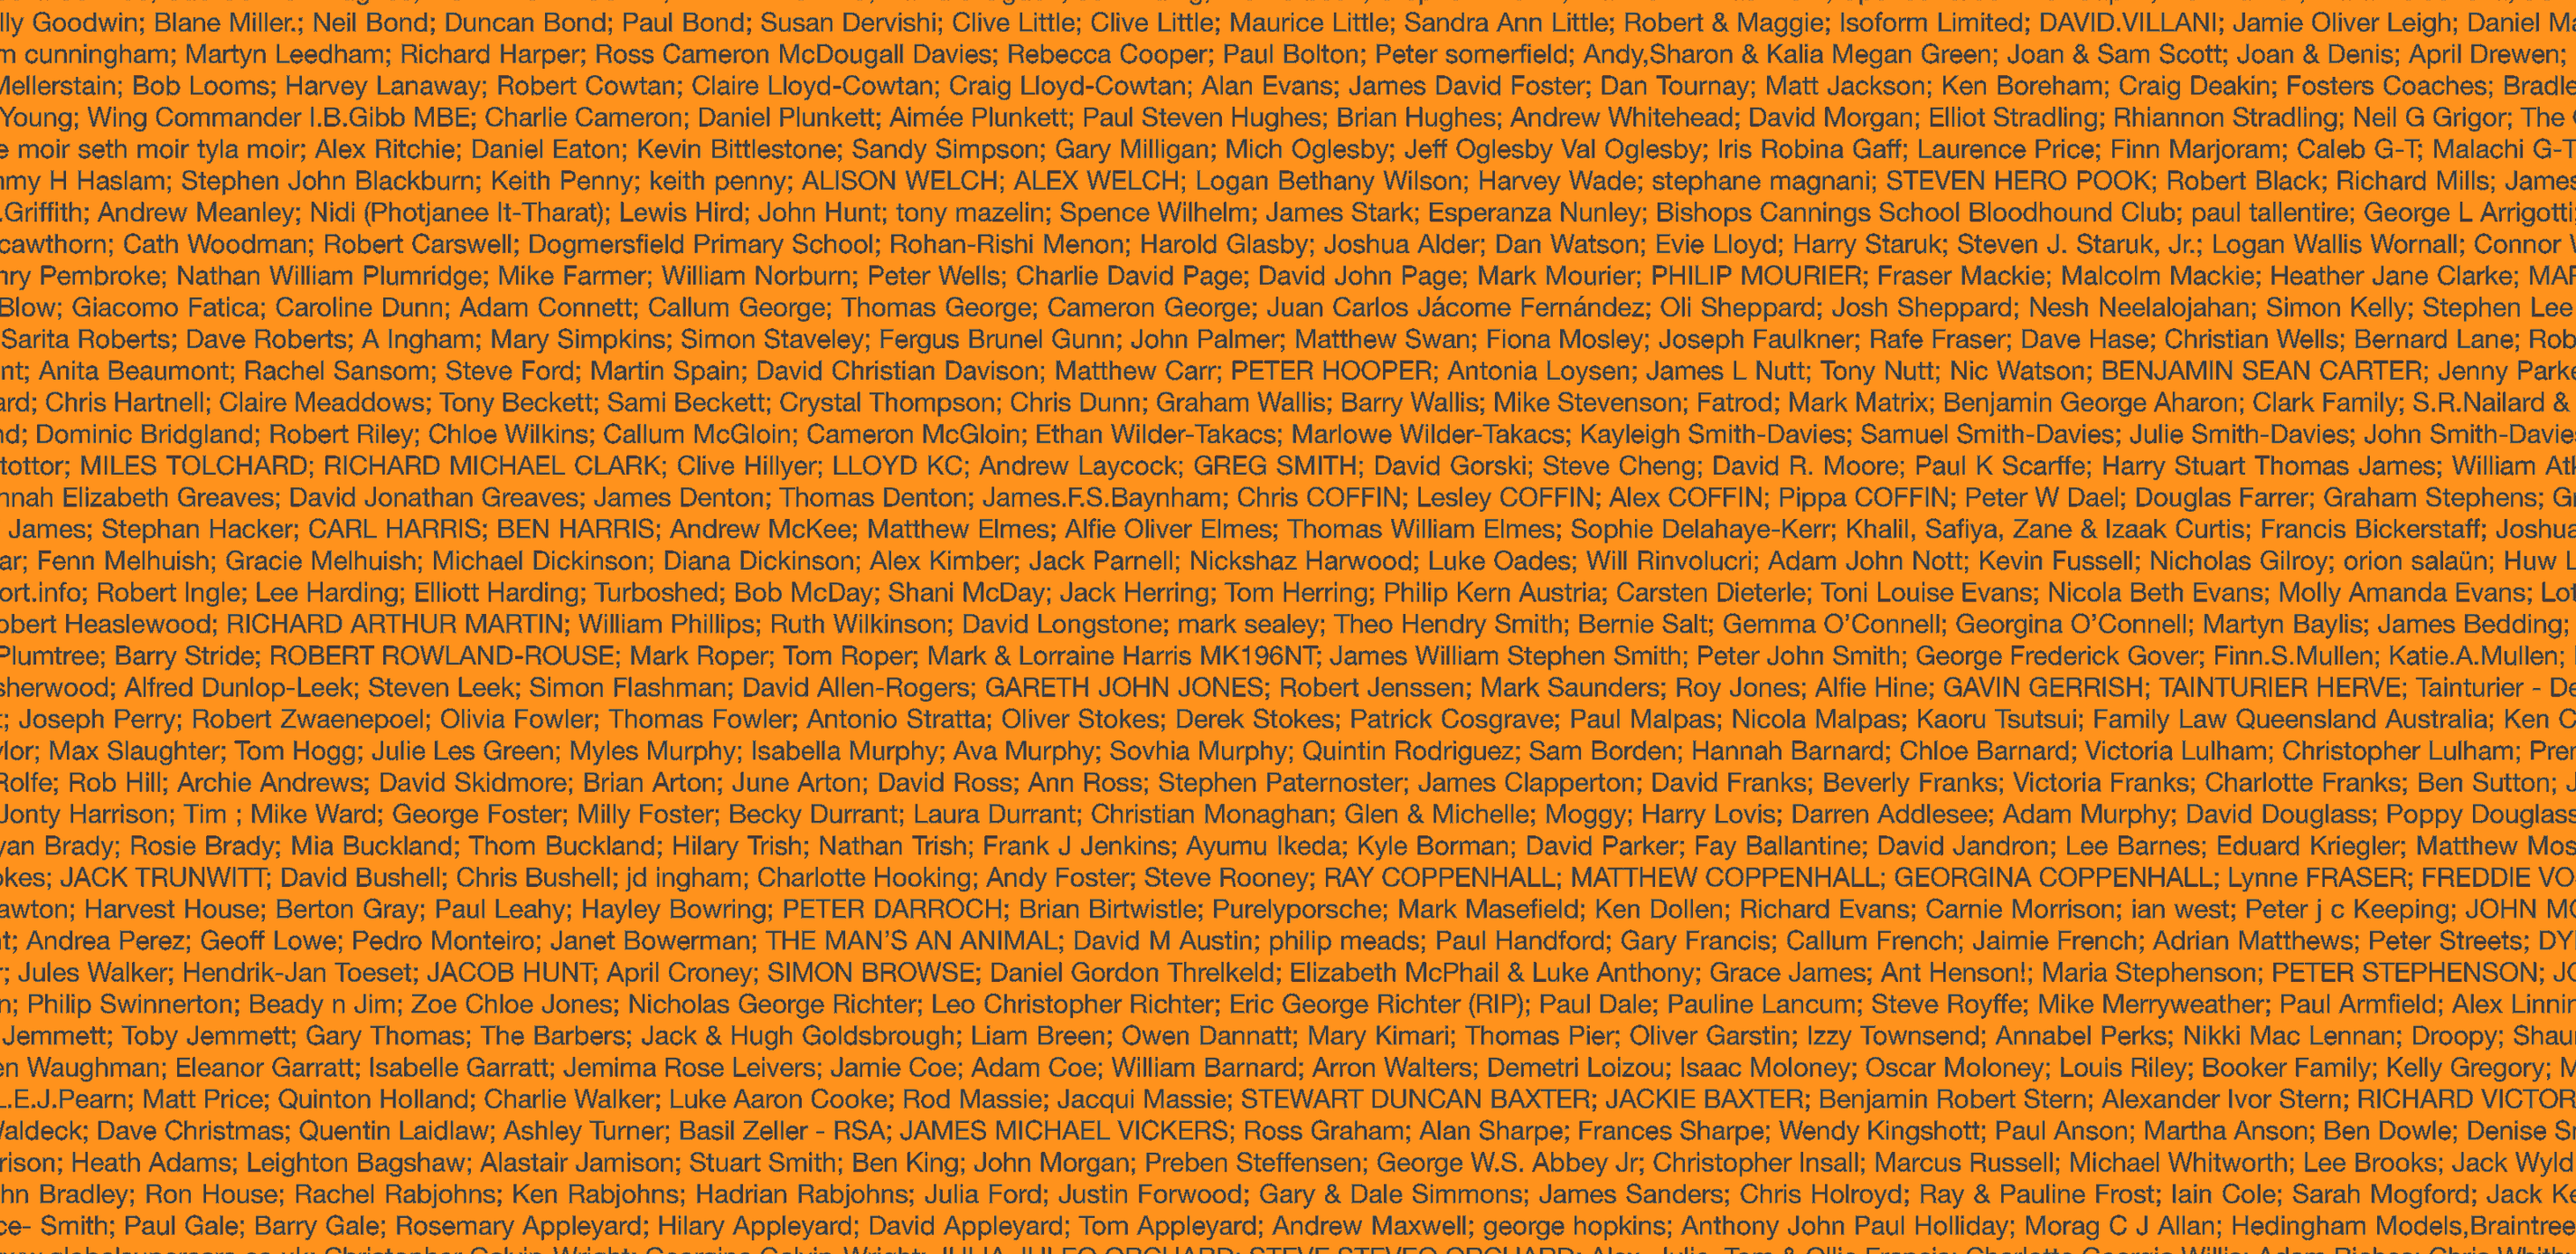 lly Goodwin; Blane Miller.; Neil Bond; Duncan Bond; Paul Bond; Susan Dervishi; Clive Little; Clive Little; Maurice Little; Sandra Ann Little; Robert & Maggie; Isoform Limited; DAVID.VILLANI; Jamie Oliver Leigh; Daniel
cunningham; Martyn Leedham; Richard Harper; Ross Cameron McDougall Davies; Rebecca Cooper; Paul Bolton; Peter somerfield; Andy,Sharon & Kalia Megan Green; Joan & Sam Scott; Joan & Denis; April Drewen;
Mellerstain; Bob Looms; Harvey Lanaway; Robert Cowtan; Claire Lloyd-Cowtan; Craig Lloyd-Cowtan; Alan Evans; James David Foster; Dan Tournay; Matt Jackson; Ken Boreham; Craig Deakin; Fosters Coaches; Bradle
Young; Wing Commander I.B.Gibb MBE; Charlie Cameron; Daniel Plunkett; Aimée Plunkett; Paul Steven Hughes; Brian Hughes; Andrew Whitehead; David Morgan; Elliot Stradling; Rhiannon Stradling; Neil G Grigor; The
e moir seth moir tyla moir; Alex Ritchie; Daniel Eaton; Kevin Bittlestone; Sandy Simpson; Gary Milligan; Mich Oglesby; Jeff Oglesby Val Oglesby; Iris Robina Gaff; Laurence Price; Finn Marjoram; Caleb G-T; Malachi G-T
my H Haslam; Stephen John Blackburn; Keith Penny; keith penny; ALISON WELCH; ALEX WELCH; Logan Bethany Wilson; Harvey Wade; stephane magnani; STEVEN HERO POOK; Robert Black; Richard Mills; James
.Griffith; Andrew Meanley; Nidi (Photjanee It-Tharat); Lewis Hird; John Hunt; tony mazelin; Spence Wilhelm; James Stark; Esperanza Nunley; Bishops Cannings School Bloodhound Club; paul tallentire; George L Arrigotti
cawthorn; Cath Woodman; Robert Carswell; Dogmersfield Primary School; Rohan-Rishi Menon; Harold Glasby; Joshua Alder; Dan Watson; Evie Lloyd; Harry Staruk; Steven J. Staruk, Jr.; Logan Wallis Wornall; Connor
nry Pembroke; Nathan William Plumridge; Mike Farmer; William Norburn; Peter Wells; Charlie David Page; David John Page; Mark Mourier; PHILIP MOURIER; Fraser Mackie; Malcolm Mackie; Heather Jane Clarke; MAR
Blow; Giacomo Fatica; Caroline Dunn; Adam Connett; Callum George; Thomas George; Cameron George; Juan Carlos Jácome Fernández; Oli Sheppard; Josh Sheppard; Nesh Neelalojahan; Simon Kelly; Stephen Lee
Sarita Roberts; Dave Roberts; A Ingham; Mary Simpkins; Simon Staveley; Fergus Brunel Gunn; John Palmer; Matthew Swan; Fiona Mosley; Joseph Faulkner; Rafe Fraser; Dave Hase; Christian Wells; Bernard Lane; Rob
nt; Anita Beaumont; Rachel Sansom; Steve Ford; Martin Spain; David Christian Davison; Matthew Carr; PETER HOOPER; Antonia Loysen; James L Nutt; Tony Nutt; Nic Watson; BENJAMIN SEAN CARTER; Jenny Parke
ard; Chris Hartnell; Claire Meaddows; Tony Beckett; Sami Beckett; Crystal Thompson; Chris Dunn; Graham Wallis; Barry Wallis; Mike Stevenson; Fatrod; Mark Matrix; Benjamin George Aharon; Clark Family; S.R.Nailard &
nd; Dominic Bridgland; Robert Riley; Chloe Wilkins; Callum McGloin; Cameron McGloin; Ethan Wilder-Takacs; Marlowe Wilder-Takacs; Kayleigh Smith-Davies; Samuel Smith-Davies; Julie Smith-Davies; John Smith-Davies
tottor; MILES TOLCHARD; RICHARD MICHAEL CLARK; Clive Hillyer; LLOYD KC; Andrew Laycock; GREG SMITH; David Gorski; Steve Cheng; David R. Moore; Paul K Scarffe; Harry Stuart Thomas James; William Atk
nnah Elizabeth Greaves; David Jonathan Greaves; James Denton; Thomas Denton; James.F.S.Baynham; Chris COFFIN; Lesley COFFIN; Alex COFFIN; Pippa COFFIN; Peter W Dael; Douglas Farrer; Graham Stephens;
James; Stephan Hacker; CARL HARRIS; BEN HARRIS; Andrew McKee; Matthew Elmes; Alfie Oliver Elmes; Thomas William Elmes; Sophie Delahaye-Kerr; Khalil, Safiya, Zane & Izaak Curtis; Francis Bickerstaff; Joshua
ar; Fenn Melhuish; Gracie Melhuish; Michael Dickinson; Diana Dickinson; Alex Kimber; Jack Parnell; Nickshaz Harwood; Luke Oades; Will Rinvolucri; Adam John Nott; Kevin Fussell; Nicholas Gilroy; orion salaün; Huw
ort.info; Robert Ingle; Lee Harding; Elliott Harding; Turboshed; Bob McDay; Shani McDay; Jack Herring; Tom Herring; Philip Kern Austria; Carsten Dieterle; Toni Louise Evans; Nicola Beth Evans; Molly Amanda Evans; Lot
obert Heaslewood; RICHARD ARTHUR MARTIN; William Phillips; Ruth Wilkinson; David Longstone; mark sealey; Theo Hendry Smith; Bernie Salt; Gemma O’Connell; Georgina O’Connell; Martyn Baylis; James Bedding;
Plumtree; Barry Stride; ROBERT ROWLAND-ROUSE; Mark Roper; Tom Roper; Mark & Lorraine Harris MK196NT; James William Stephen Smith; Peter John Smith; George Frederick Gover; Finn.S.Mullen; Katie.A.Mullen;
sherwood; Alfred Dunlop-Leek; Steven Leek; Simon Flashman; David Allen-Rogers; GARETH JOHN JONES; Robert Jenssen; Mark Saunders; Roy Jones; Alfie Hine; GAVIN GERRISH; TAINTURIER HERVE; Tainturier - De
; Joseph Perry; Robert Zwaenepoel; Olivia Fowler; Thomas Fowler; Antonio Stratta; Oliver Stokes; Derek Stokes; Patrick Cosgrave; Paul Malpas; Nicola Malpas; Kaoru Tsutsui; Family Law Queensland Australia; Ken
lor; Max Slaughter; Tom Hogg; Julie Les Green; Myles Murphy; Isabella Murphy; Ava Murphy; Sovhia Murphy; Quintin Rodriguez; Sam Borden; Hannah Barnard; Chloe Barnard; Victoria Lulham; Christopher Lulham; Pre
Rolfe; Rob Hill; Archie Andrews; David Skidmore; Brian Arton; June Arton; David Ross; Ann Ross; Stephen Paternoster; James Clapperton; David Franks; Beverly Franks; Victoria Franks; Charlotte Franks; Ben Sutton;
Jonty Harrison; Tim ; Mike Ward; George Foster; Milly Foster; Becky Durrant; Laura Durrant; Christian Monaghan; Glen & Michelle; Moggy; Harry Lovis; Darren Addlesee; Adam Murphy; David Douglass; Poppy Douglass
yan Brady; Rosie Brady; Mia Buckland; Thom Buckland; Hilary Trish; Nathan Trish; Frank J Jenkins; Ayumu Ikeda; Kyle Borman; David Parker; Fay Ballantine; David Jandron; Lee Barnes; Eduard Kriegler; Matthew Mos
okes; JACK TRUNWITT; David Bushell; Chris Bushell; jd ingham; Charlotte Hooking; Andy Foster; Steve Rooney; RAY COPPENHALL; MATTHEW COPPENHALL; GEORGINA COPPENHALL; Lynne FRASER; FREDDIE VO
awton; Harvest House; Berton Gray; Paul Leahy; Hayley Bowring; PETER DARROCH; Brian Birtwistle; Purelyporsche; Mark Masefield; Ken Dollen; Richard Evans; Carnie Morrison; ian west; Peter j c Keeping; JOHN
t; Andrea Perez; Geoff Lowe; Pedro Monteiro; Janet Bowerman; THE MAN’S AN ANIMAL; David M Austin; philip meads; Paul Handford; Gary Francis; Callum French; Jaimie French; Adrian Matthews; Peter Streets; DY
; Jules Walker; Hendrik-Jan Toeset; JACOB HUNT; April Croney; SIMON BROWSE; Daniel Gordon Threlkeld; Elizabeth McPhail & Luke Anthony; Grace James; Ant Henson!; Maria Stephenson; PETER STEPHENSON;
n; Philip Swinnerton; Beady n Jim; Zoe Chloe Jones; Nicholas George Richter; Leo Christopher Richter; Eric George Richter (RIP); Paul Dale; Pauline Lancum; Steve Royffe; Mike Merryweather; Paul Armfield; Alex Linnin
Jemmett; Toby Jemmett; Gary Thomas; The Barbers; Jack & Hugh Goldsbrough; Liam Breen; Owen Dannatt; Mary Kimari; Thomas Pier; Oliver Garstin; Izzy Townsend; Annabel Perks; Nikki Mac Lennan; Droopy; Shau
en Waughman; Eleanor Garratt; Isabelle Garratt; Jemima Rose Leivers; Jamie Coe; Adam Coe; William Barnard; Arron Walters; Demetri Loizou; Isaac Moloney; Oscar Moloney; Louis Riley; Booker Family; Kelly Gregory;
.E.J.Pearn; Matt Price; Quinton Holland; Charlie Walker; Luke Aaron Cooke; Rod Massie; Jacqui Massie; STEWART DUNCAN BAXTER; JACKIE BAXTER; Benjamin Robert Stern; Alexander Ivor Stern; RICHARD VICTOR
Waldeck; Dave Christmas; Quentin Laidlaw; Ashley Turner; Basil Zeller - RSA; JAMES MICHAEL VICKERS; Ross Graham; Alan Sharpe; Frances Sharpe; Wendy Kingshott; Paul Anson; Martha Anson; Ben Dowle; Denise
rison; Heath Adams; Leighton Bagshaw; Alastair Jamison; Stuart Smith; Ben King; John Morgan; Preben Steffensen; George W.S. Abbey Jr; Christopher Insall; Marcus Russell; Michael Whitworth; Lee Brooks; Jack Wyld
hn Bradley; Ron House; Rachel Rabjohns; Ken Rabjohns; Hadrian Rabjohns; Julia Ford; Justin Forwood; Gary & Dale Simmons; James Sanders; Chris Holroyd; Ray & Pauline Frost; Iain Cole; Sarah Mogford; Jack Ke
ce- Smith; Paul Gale; Barry Gale; Rosemary Appleyard; Hilary Appleyard; David Appleyard; Tom Appleyard; Andrew Maxwell; george hopkins; Anthony John Paul Holliday; Morag C J Allan; Hedingham Models,Braintree